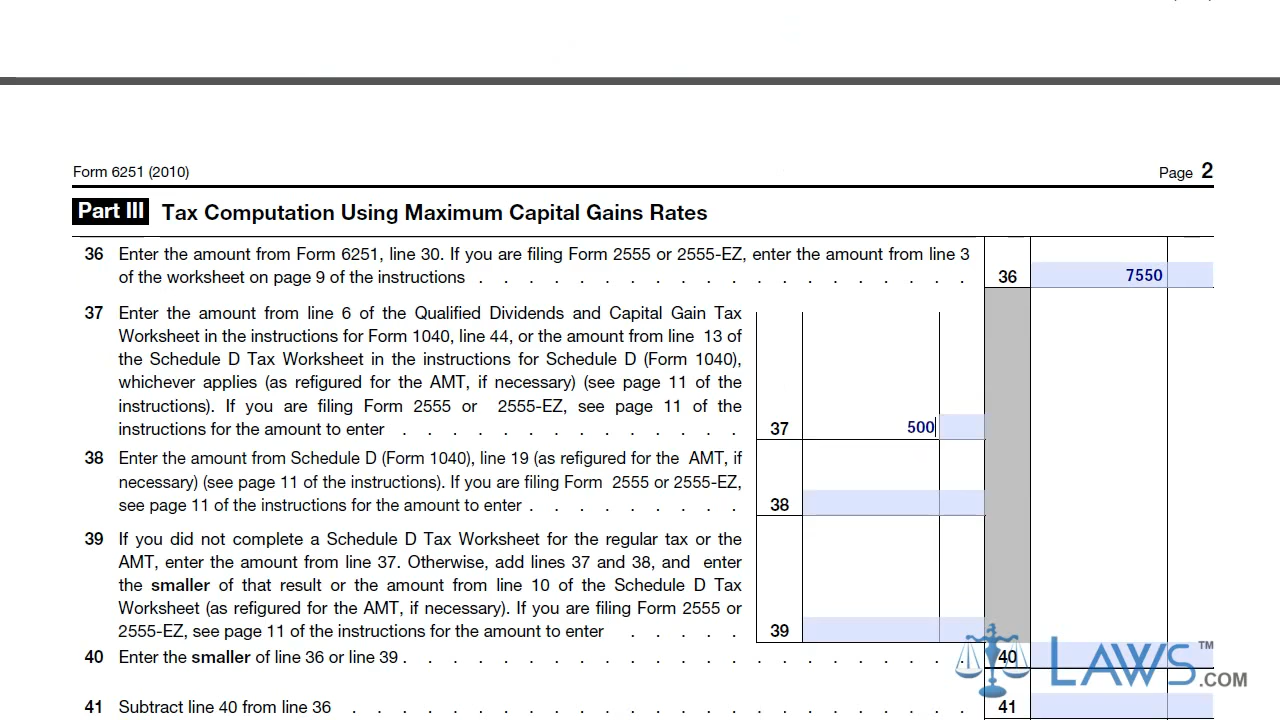 Form 6251 (2010) Page 2
Part III Tax Computation Using Maximum Capital Gains Rates
36 Enter the amount from Form 6251, line 30. If you are filing Form 2555 or 2555-EZ, enter the amount from line 3
of the worksheet on page 9 of the instructions . . . . . . . . . . . . . . . . . . . . 36 7550
37 Enter the amount from line 6 of the Qualified Dividends and Capital Gain Tax
Worksheet in the instructions for Form 1040, line 44, or the amount from line 13 of
the Schedule D Tax Worksheet in the instructions for Schedule D (Form 1040),
whichever applies (as refigured for the AMT, if necessary) (see page 11 of the
instructions). If you are filing Form 2555 or 2555-EZ, see page 11 of the
instructions for the amount to enter . . . . . . . . . . . . . . 37 500
38 Enter the amount from Schedule D (Form 1040), line 19 (as refigured for the AMT, if
necessary) (see page 11 of the instructions). If you are filing Form 2555 or 2555-EZ,
see page 11 of the instructions for the amount to enter . . . . . . . . . 38
39 If you did not complete a Schedule D Tax Worksheet for the regular tax or the
AMT, enter the amount from line 37. Otherwise, add lines 37 and 38, and enter
the smaller of that result or the amount from line 10 of the Schedule D Tax
Worksheet (as refigured for the AMT, if necessary). If you are filing Form 2555 or
2555-EZ, see page 11 of the instructions for the amount to enter . . . . . 39
40 Enter the smaller of line 36 or line 39 . . . . . . . . . . . . . . . . . . . . . . . 40
LAWS™.COM
41 Subtract line 40 from line 36 . . . . . . . . . . . . . . . . . . . . . . . . 41